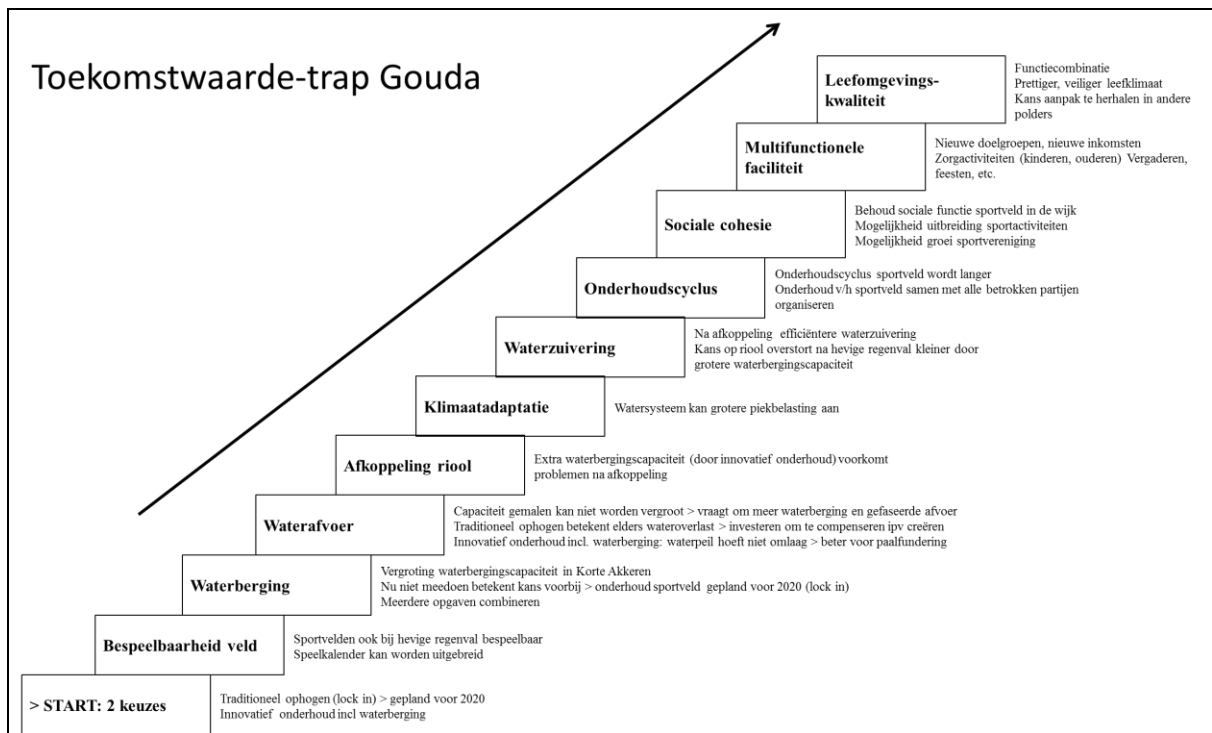 Toekomstwaarde-trap Gouda
Leefomgevings-
kwaliteit
Functiecombinatie
Prettiger, veiliger leefklimaat
Kans aanpak te herhalen in andere
polders
Multifunctionele
faciliteit
Nieuwe doelgroepen, nieuwe inkomsten
Zorgactiviteiten (kinderen, ouderen) Vergaderen,
feesten, etc.
Sociale cohesie
Behoud sociale functie sportveld in de wijk
Mogelijkheid uitbreiding sportactiviteiten
Mogelijkheid groei sportvereniging
Onderhoudscyclus
Onderhoudscyclus sportveld wordt langer
Onderhoud v/h sportveld samen met alle betrokken partijen
organiseren
Waterzuivering
Na afkoppeling efficiëntere waterzuivering
Kans op riool overstort na hevige regenval kleiner door
grotere waterbergingscapaciteit
Klimaatadaptatie
Watersysteem kan grotere piekbelasting aan
Afkoppeling riool
Extra waterbergingscapaciteit (door innovatief onderhoud) voorkomt
problemen na afkoppeling
Waterafvoer
Capaciteit gemalen kan niet worden vergroot > vraagt om meer waterberging en gefaseerde afvoer
Traditioneel ophogen betekent elders wateroverlast > investeren om te compenseren ipv creëren
Innovatief onderhoud incl. waterberging: waterpeil hoeft niet omlaag > beter voor paalfundering
Waterberging
Vergroting waterbergingscapaciteit in Korte Akkeren
Nu niet meedoen betekent kans voorbij > onderhoud sportveld gepland voor 2020 (lock in)
Meerdere opgaven combineren
Bespeelbaarheid veld
Sportvelden ook bij hevige regenval bespeelbaar
Speelkalender kan worden uitgebreid
> START: 2 keuzes
Traditioneel ophogen (lock in) > gepland voor 2020
Innovatief onderhoud incl waterberging